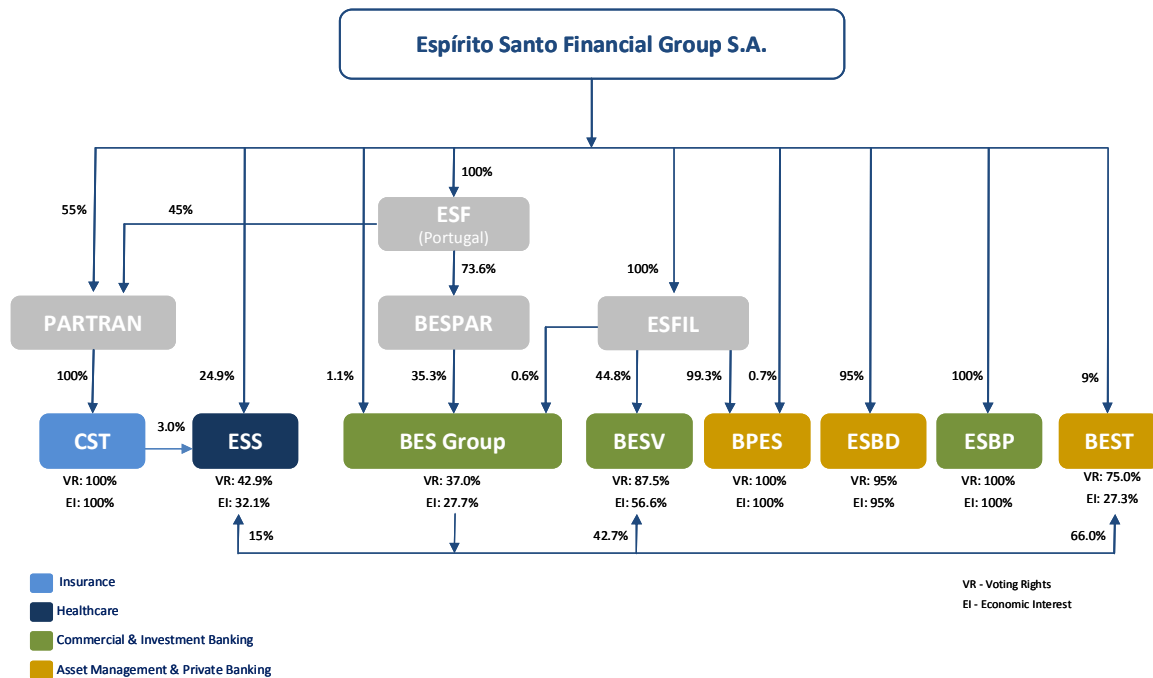 Espírito Santo Financial Group S.A.
100%
55%
45%
ESF
(Portugal)
73.6%
100%
PARTRAN
BESPAR
ESFIL
100%
24.9%
1.1%
35.3%
0.6%
44.8%
99.3%
0.7%
95%
100%
9%
CST
3.0%
ESS
BES Group
BESV
BPES
ESBD
ESBP
BEST
VR: 100%
EI: 100%
VR: 42.9%
EI: 32.1%
VR: 37.0%
EI: 27.7%
VR: 87.5%
EI: 56.6%
VR: 100%
EI: 100%
VR: 95%
EI: 95%
VR: 100%
EI: 100%
VR: 75.0%
EI: 27.3%
15%
42.7%
66.0%
Insurance
Healthcare
Commercial & Investment Banking
Asset Management & Private Banking
VR - Voting Rights
EI - Economic Interest